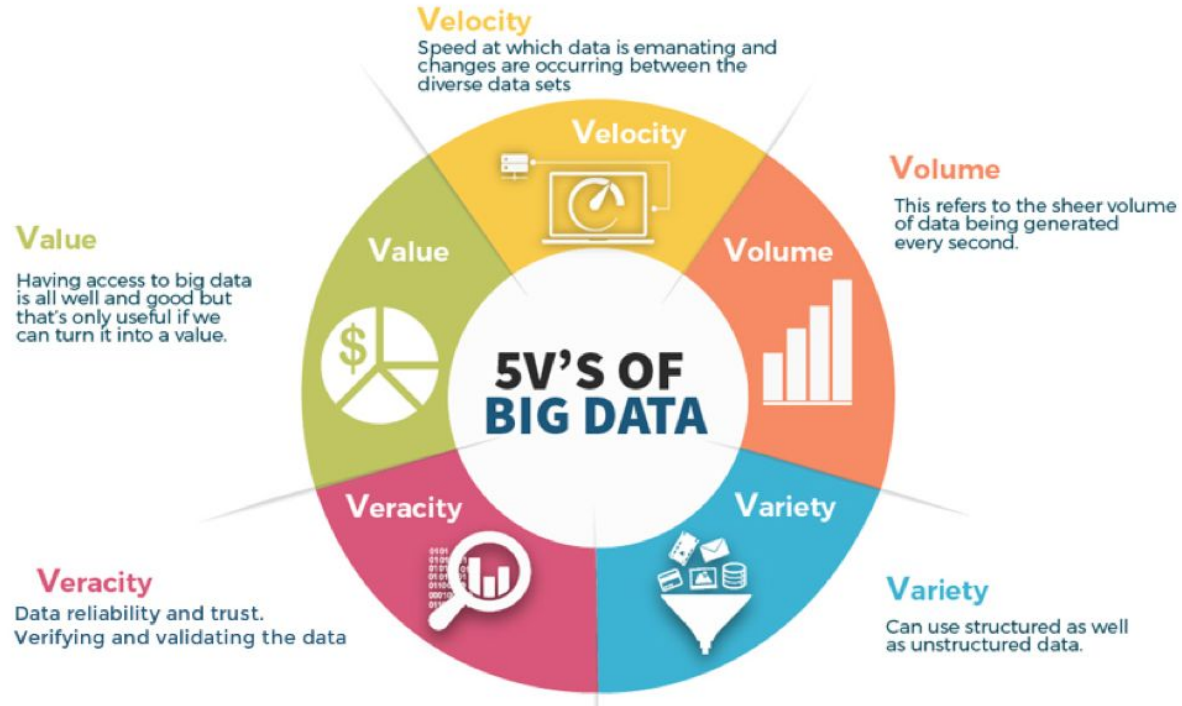 Velocity
Speed at which data is emanating and
changes are occurring between the
diverse data sets
Velocity
Volume
This refers to the sheer volume
of data being generated
every second.
Value
Having access to big data
is all well and good but
that's only useful if we
can turn it into a value.
Value
$
Volume
5V'S OF
BIG DATA
Veracity
Variety
Veracity
Data reliability and trust.
Verifying and validating the data
Variety
Can use structured as well
as unstructured data.